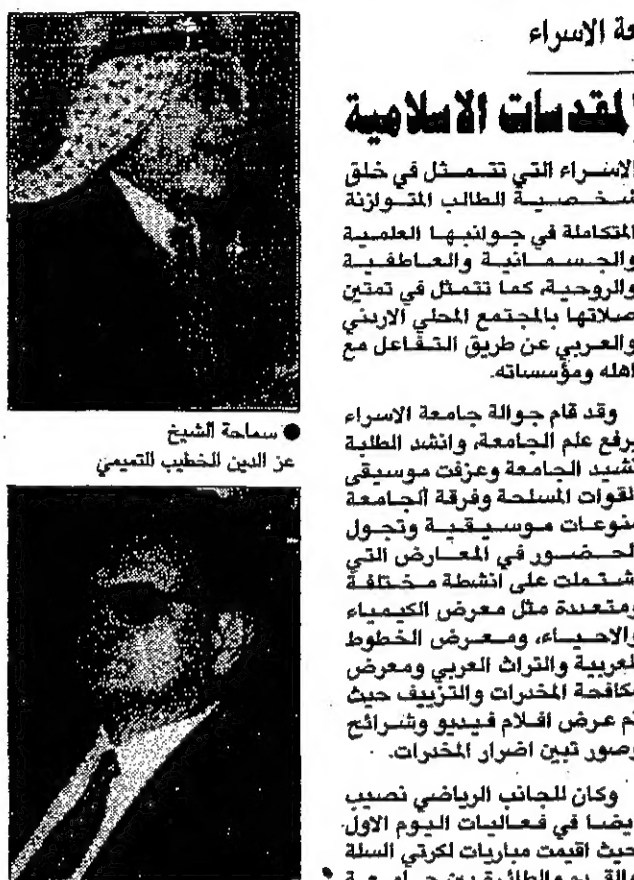 عة الاسراء
المقدسات الاسلامية
الاسراء التي تتمثل في خلق
شخصية الطالب المتوازنة
المتكاملة في جوانبها العلمية
والجسمانية والعاطفية
والروحية، كما تتمثل في تمتين
صلاتها بالمجتمع المحلي الاردني
والعربي عن طريق التفاعل مع
اهله ومؤسساته.
وقد قام جوالة جامعة الاسراء
برفع علم الجامعة، وانشد الطلبة
نشيد الجامعة وعزفت موسيقى
القوات المسلحة وفرقة الجامعة
منوعات موسيقية وتجول
الحضور في المعارض التي
اشتملت على انشطة مختلفة
ومتعددة مثل معرض الكيمياء
والاحياء، ومعرض الخطوط
العربية والتراث العربي ومعرض
مكافحة المخدرات والتزييف حيث
تم عرض افلام فيديو وشرائح
وصور تبين اضرار المخدرات.
وكان للجانب الرياضي نصيب
ايضا في فعاليات اليوم الاول
حيث اقيمت مباريات لكرتي السلة
● سماحة الشيخ
عز الدين الخطيب التميمي